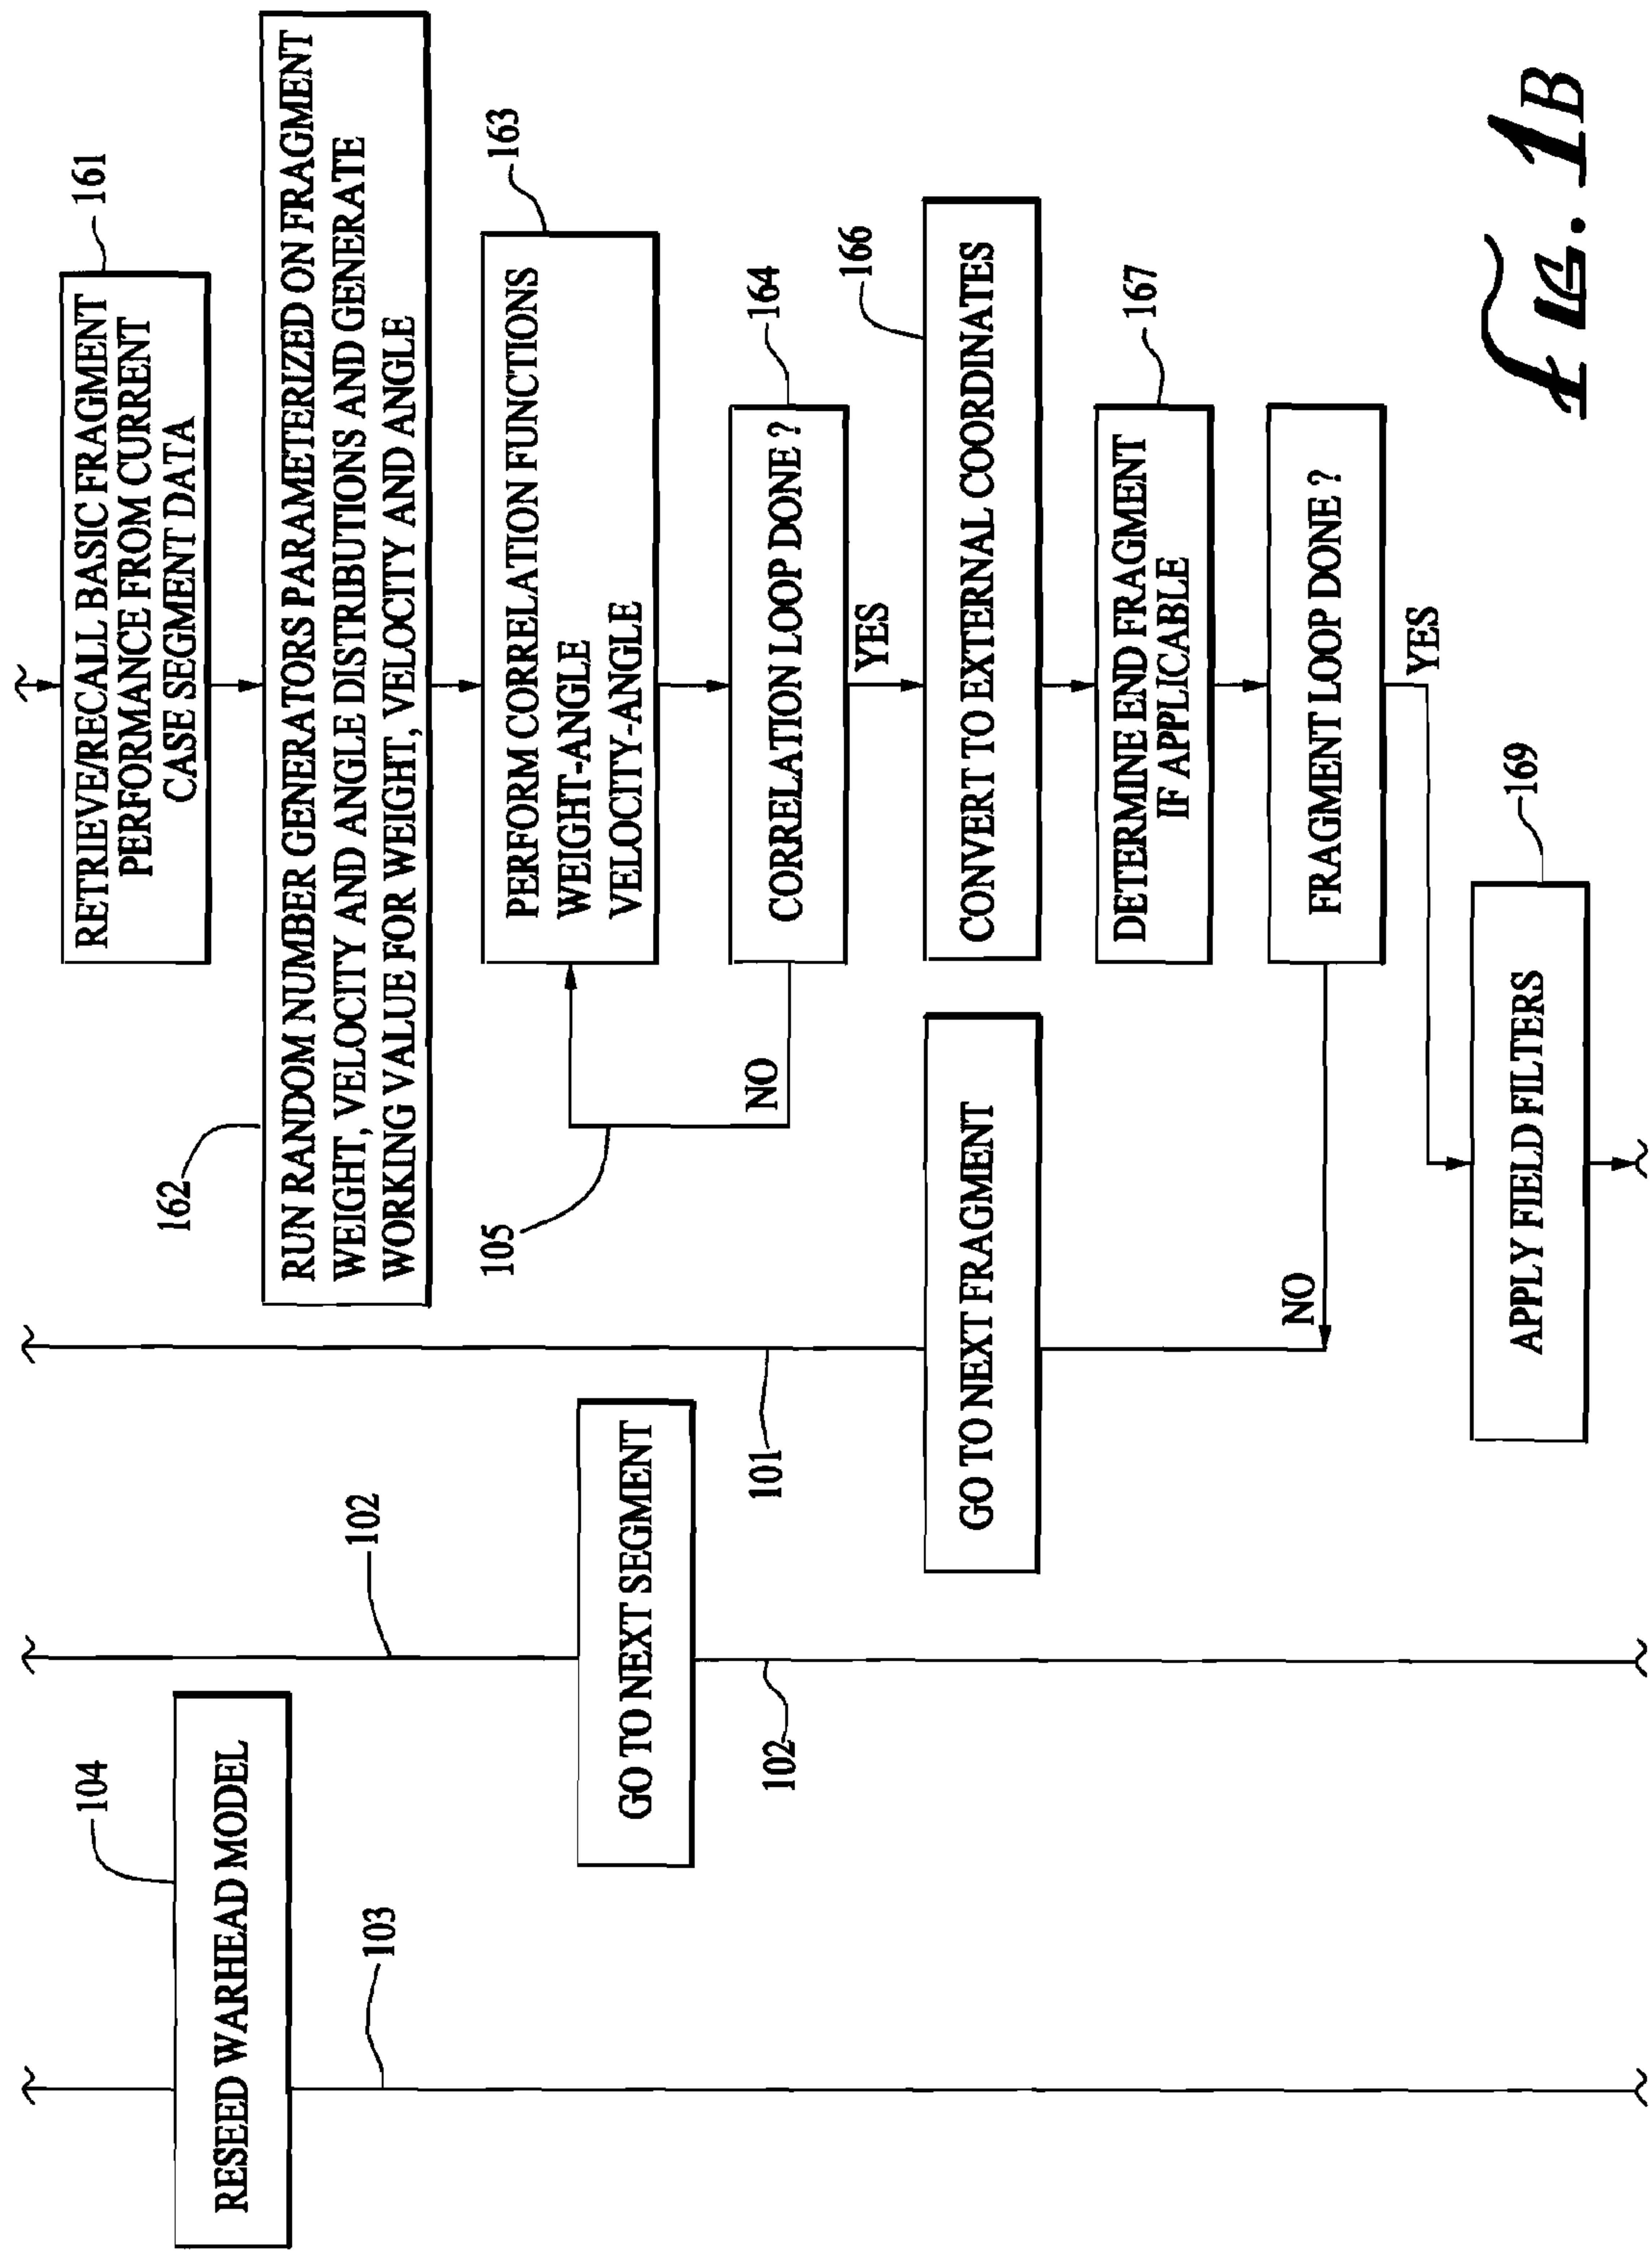 161
RETRIEVE/RECALL BASIC FRAGMENT
PERFORMANCE FROM CURRENT
CASE SEGMENT DATA
162
RUN RANDOM NUMBER GENERATORS PARAMETERIZED ON FRAGMENT
WEIGHT, VELOCITY AND ANGLE DISTRIBUTIONS AND GENERATE
WORKING VALUE FOR WEIGHT, VELOCITY AND ANGLE
163
PERFORM CORRELATION FUNCTIONS
WEIGHT-ANGLE
VELOCITY-ANGLE
105
NO
164
CORRELATION LOOP DONE ?
YES
166
CONVERT TO EXTERNAL COORDINATES
167
DETERMINE END FRAGMENT
IF APPLICABLE
FRAGMENT LOOP DONE ?
NO
YES
169
APPLY FIELD FILTERS
GO TO NEXT FRAGMENT
101
102
GO TO NEXT SEGMENT
102
104
RESEED WARHEAD MODEL
103
FIG. 1B